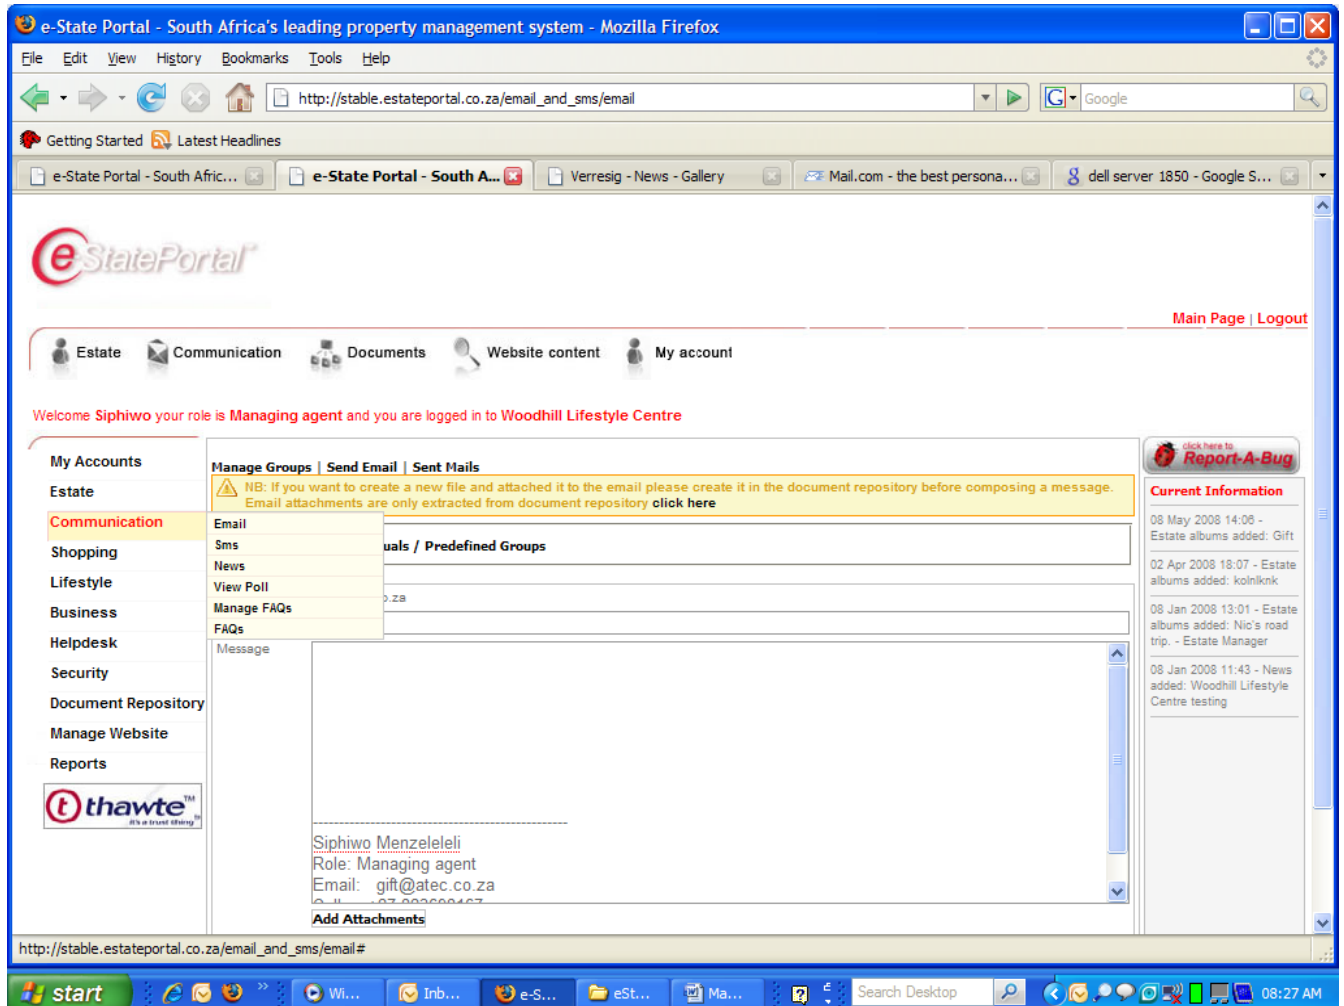 e-State Portal - South Africa's leading property management system - Mozilla Firefox
File Edit View History Bookmarks Tools Help
http://stable.estateportal.co.za/email_and_sms/email
G Google
Getting Started Latest Headlines
e-State Portal - South Afric... e-State Portal - South A... Verresig - News - Gallery Mail.com - the best persona... dell server 1850 - Google S...
eStatePortal
Main Page | Logout
Estate Communication Documents Website content My account
Welcome Siphiwo your role is Managing agent and you are logged in to Woodhill Lifestyle Centre
My Accounts
Estate
Communication
Shopping
Lifestyle
Business
Helpdesk
Security
Document Repository
Manage Website
Reports
thawte™
it's a trust thing
Manage Groups | Send Email | Sent Mails
NB: If you want to create a new file and attached it to the email please create it in the document repository before composing a message.
Email attachments are only extracted from document repository click here
Email
Sms
News
View Poll
Manage FAQs
FAQs
uals / Predefined Groups
o.za
Message
Siphiwo Menzeleleli
Role: Managing agent
Email: gift@atec.co.za
Add Attachments
click here to
Report-A-Bug
Current Information
08 May 2008 14:06 -
Estate albums added: Gift
02 Apr 2008 18:07 - Estate
albums added: kolnlknk
08 Jan 2008 13:01 - Estate
albums added: Nic's road
trip. - Estate Manager
08 Jan 2008 11:43 - News
added: Woodhill Lifestyle
Centre testing
http://stable.estateportal.co.za/email_and_sms/email#
start Wi... Inb... e-S... eSt... Ma... Search Desktop 08:27 AM